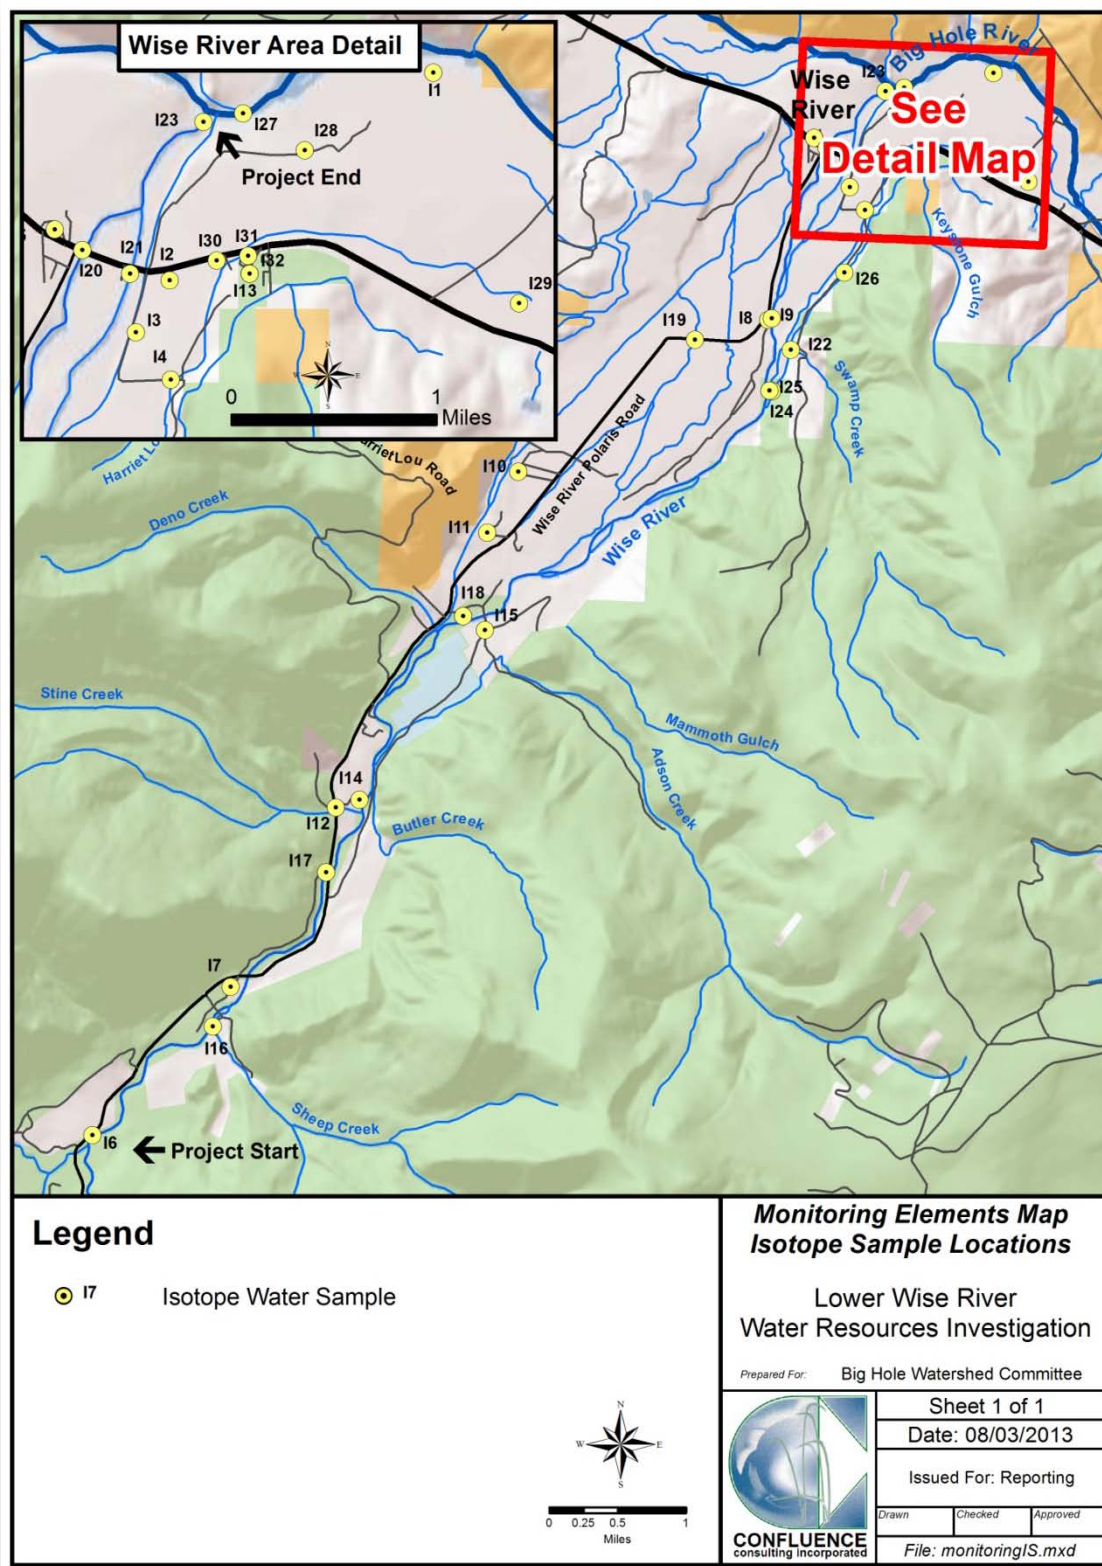 Wise River Area Detail
I1
I23
I27
I28
Project End
I20
I21
I2
I30
I31
I32
I13
I29
I3
I4
N
W
E
S
0
1
Miles
Big Hole River
I23
Wise
River
See
Detail Map
Keystone Gulch
I26
I8
I9
I19
I22
I25
I24
Swamp Creek
Harriet Lo
arrietLou Road
I10
Wise River Polaris Road
Deno Creek
I11
Wise River
I18
I15
Stine Creek
Mammoth Gulch
Adson Creek
I14
I12
Butler Creek
I17
I7
I16
Sheep Creek
I6
Project Start
Legend
I7
Isotope Water Sample
N
W
E
S
0
0.25
0.5
1
Miles
Monitoring Elements Map
Isotope Sample Locations
Lower Wise River
Water Resources Investigation
Prepared For: Big Hole Watershed Committee
CONFLUENCE
consulting incorporated
Sheet 1 of 1
Date: 08/03/2013
Issued For: Reporting
Drawn
Checked
Approved
File: monitoringIS.mxd